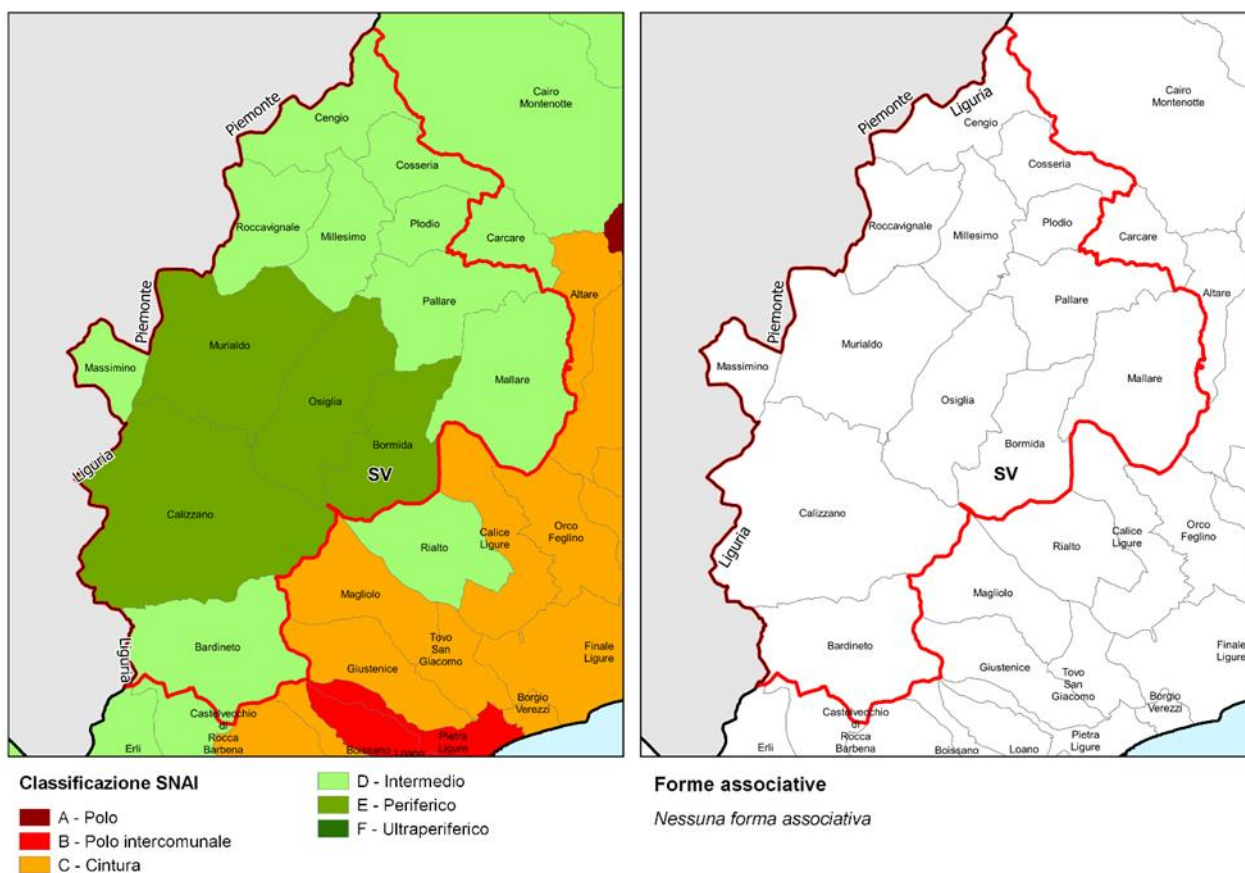 Piemonte
Cairo
Montenotte
Cengio
Cosseria
Roccavignale
Millesimo
Plodio
Carcare
Altare
Pallare
Piemonte
Massimino
Murialdo
Mallare
Osiglia
Bormida
SV
Liguria
Calizzano
Rialto
Calice
Ligure
Orco
Feglino
Magliolo
Tovo
San
Giacomo
Bardineto
Liguria
Giustenice
Finale
Ligure
Borgio
Verezzi
Castelvecchio
di
Rocca
Barbena
Erli
Boissano
Loano
Pietra
Ligure
Piemonte
Liguria
Cairo
Montenotte
Cengio
Cosseria
Roccavignale
Millesimo
Plodio
Carcare
Altare
Pallare
Piemonte
Massimino
Murialdo
Mallare
Osiglia
Bormida
SV
Liguria
Calizzano
Rialto
Calice
Ligure
Orco
Feglino
Magliolo
Bardineto
Giustenice
Tovo
San
Giacomo
Finale
Ligure
Borgio
Verezzi
Castelvecchio
di
Rocca
Barbena
Erli
Boissano
Loano
Pietra
Ligure
Classificazione SNAI
A - Polo
B - Polo intercomunale
C - Cintura
D - Intermedio
E - Periferico
F - Ultraperiferico
Forme associative
Nessuna forma associativa